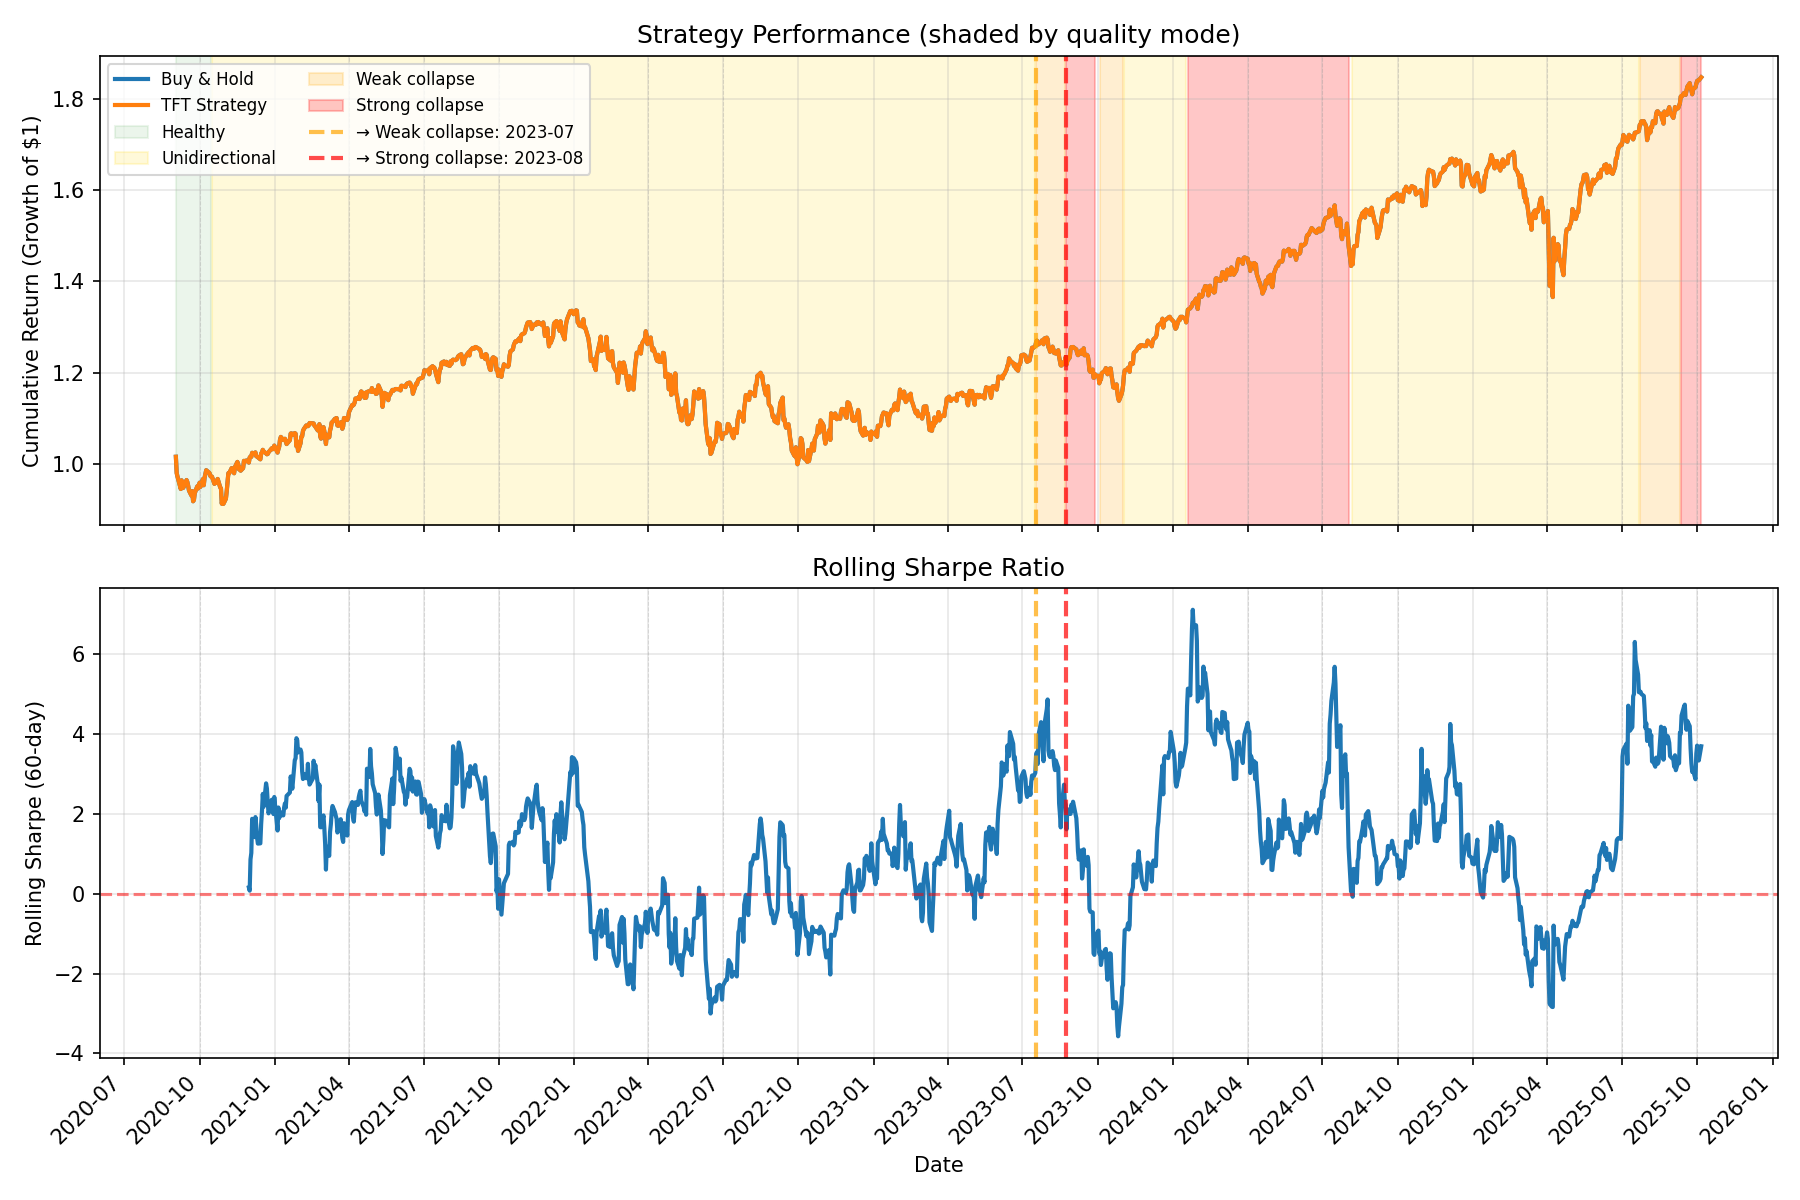 Strategy Performance (shaded by quality mode)
Cumulative Return (Growth of $1)
1.8
1.6
1.4
1.2
1.0
Buy & Hold
TFT Strategy
Healthy
Unidirectional
Weak collapse
Strong collapse
→ Weak collapse: 2023-07
→ Strong collapse: 2023-08
Rolling Sharpe Ratio
Rolling Sharpe (60-day)
6
4
2
0
−2
−4
2020-07
2020-10
2021-01
2021-04
2021-07
2021-10
2022-01
2022-04
2022-07
2022-10
2023-01
2023-04
2023-07
2023-10
2024-01
2024-04
2024-07
2024-10
2025-01
2025-04
2025-07
2025-10
2026-01
Date